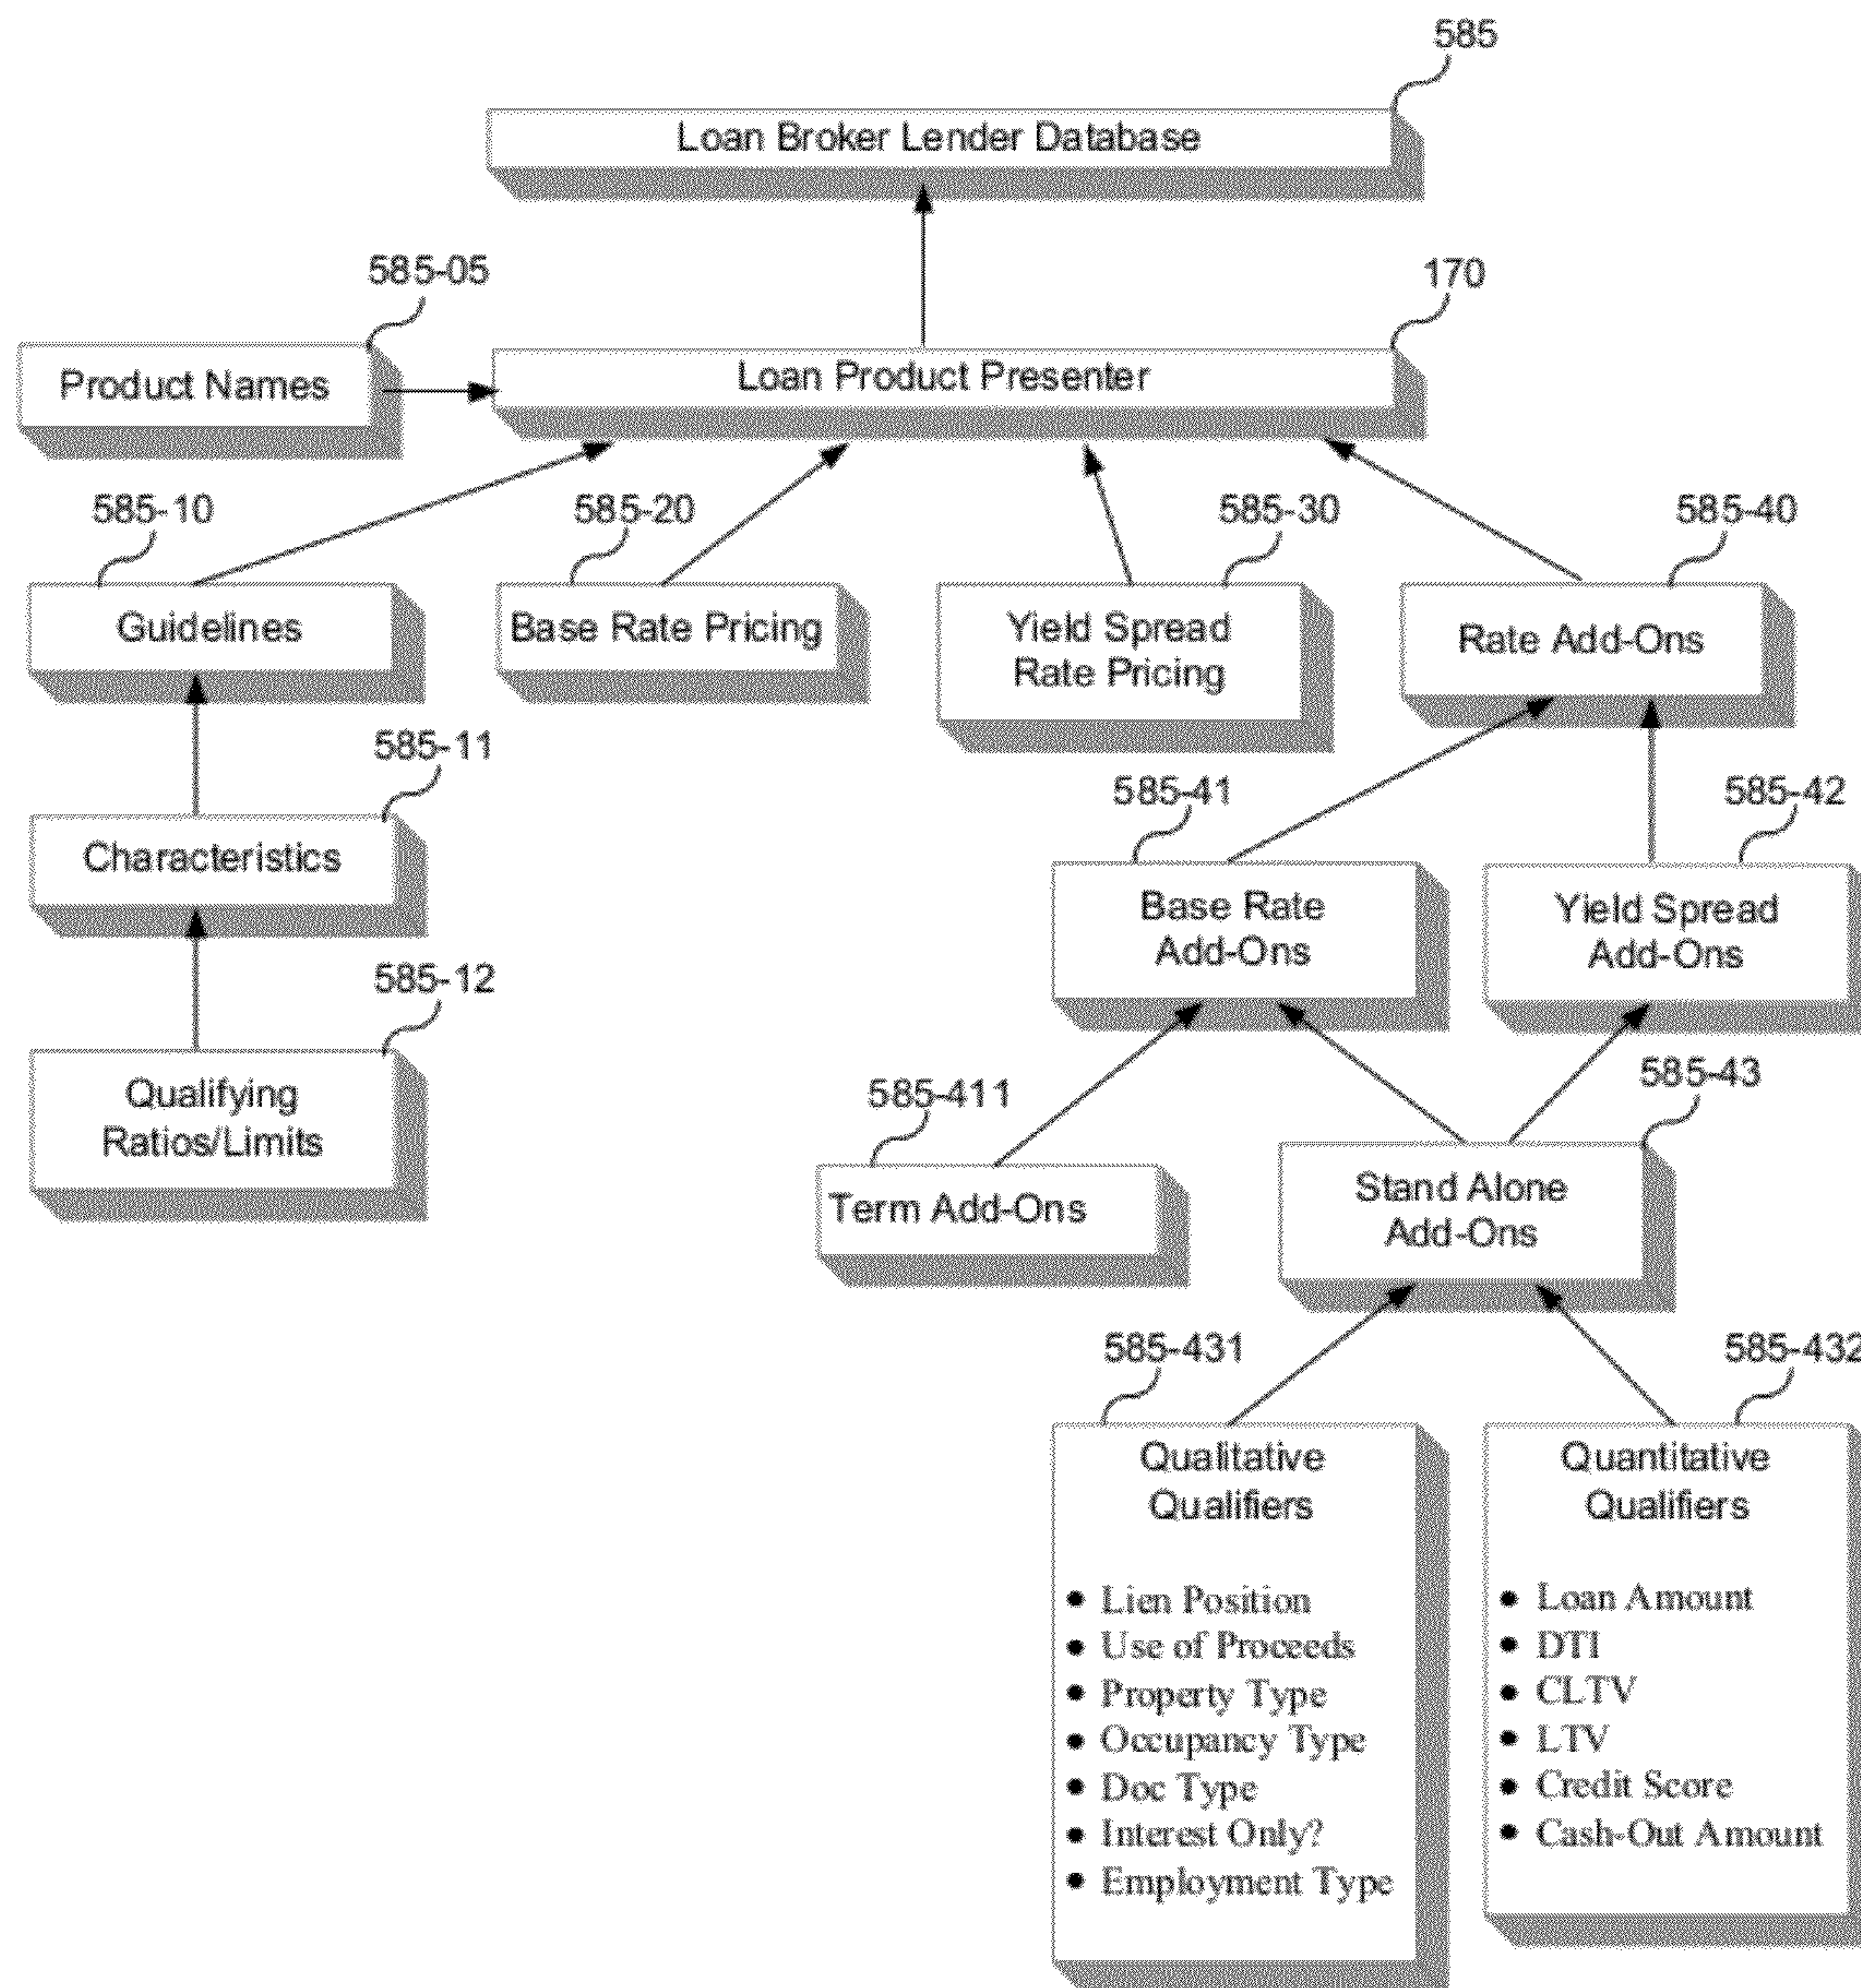 585
Loan Broker Lender Database
585-05
170
Product Names
Loan Product Presenter
585-10
585-20
585-30
585-40
Guidelines
Base Rate Pricing
Yield Spread
Rate Pricing
Rate Add-Ons
585-11
585-41
585-42
Characteristics
Base Rate
Add-Ons
Yield Spread
Add-Ons
585-12
Qualifying
Ratios/Limits
585-411
585-43
Term Add-Ons
Stand Alone
Add-Ons
585-431
585-432
Qualitative
Qualifiers
• Lien Position
• Use of Proceeds
• Property Type
• Occupancy Type
• Doc Type
• Interest Only?
• Employment Type
Quantitative
Qualifiers
• Loan Amount
• DTI
• CLTV
• LTV
• Credit Score
• Cash-Out Amount